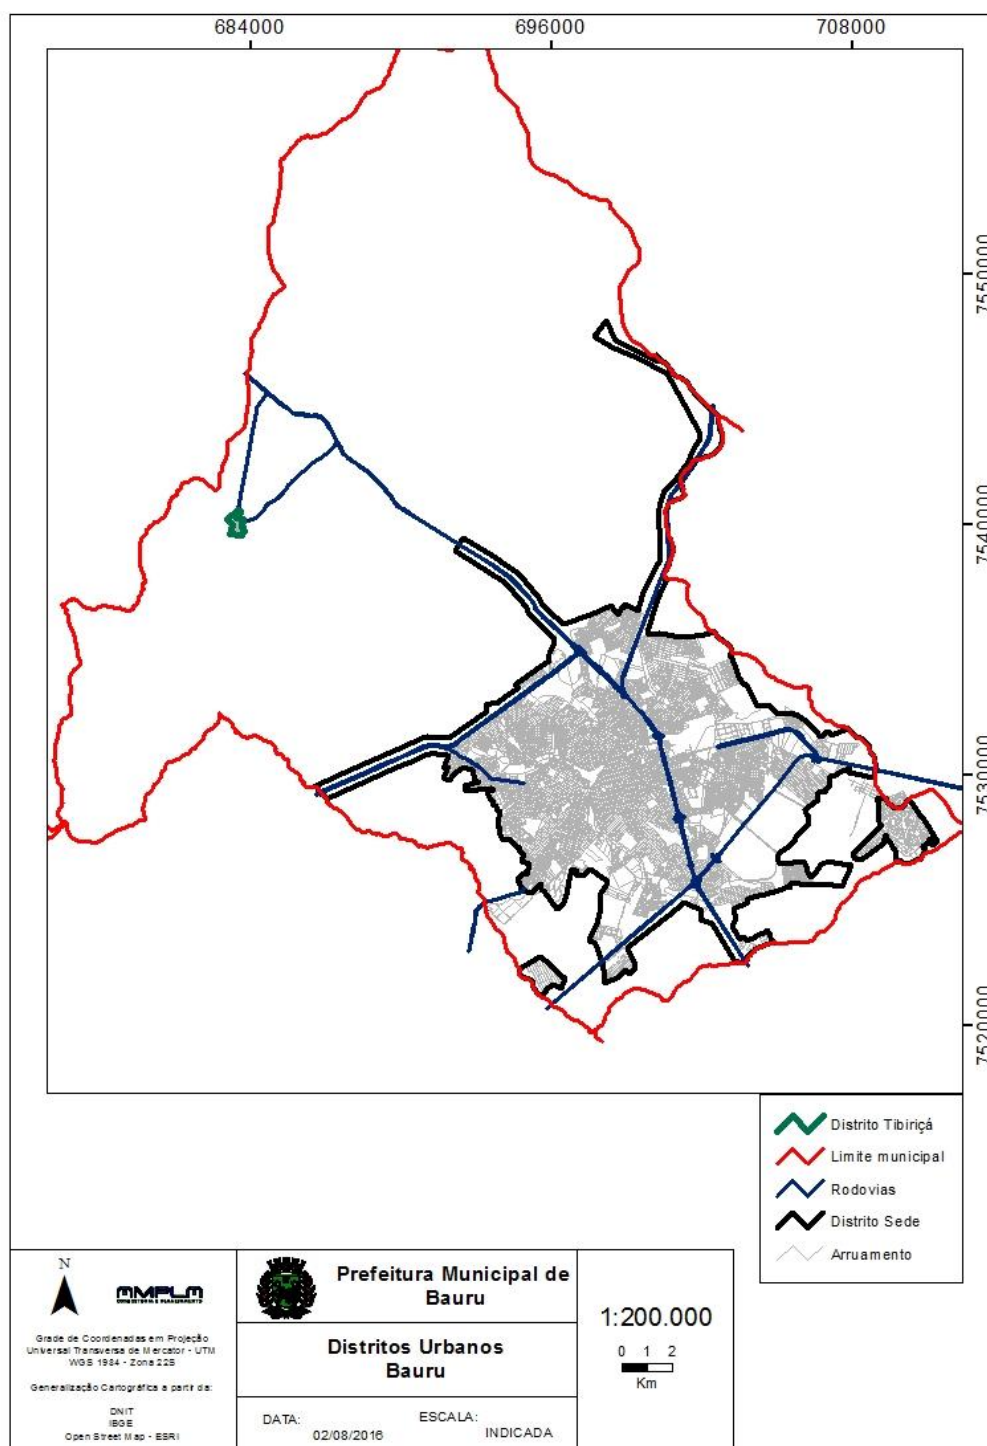 684000
696000
708000
7550000
7540000
7530000
7520000
Distrito Tibiriçá
Limite municipal
Rodovias
Distrito Sede
Arruamento
N
MMPLM
Grade de Coordenadas em Projeção
Universal Transversa de Mercator - UTM
WGS 1984 - Zona 22S
Generalização Cartográfica a partir da:
DNIT
IBGE
Open Street Map - ESRI
Prefeitura Municipal de
Bauru
Distritos Urbanos
Bauru
DATA:
02/08/2016
ESCALA:
INDICADA
1:200.000
0 1 2
Km